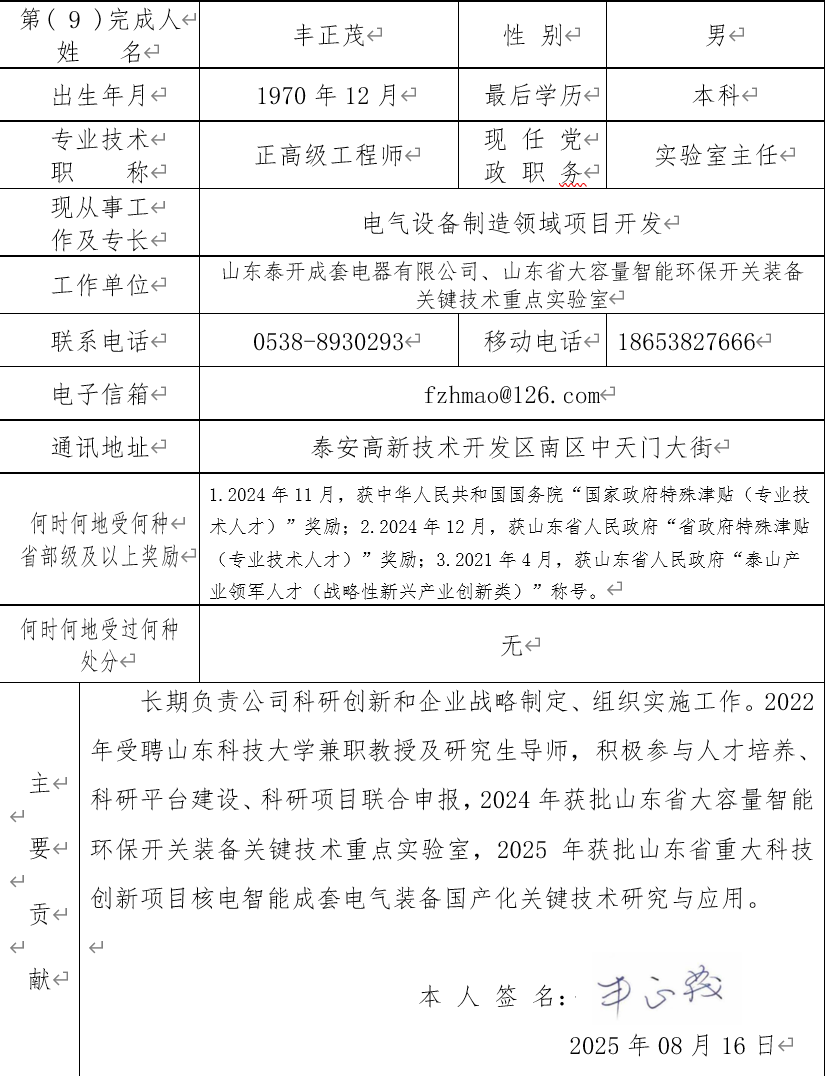 第( 9 )完成人
姓 名
丰正茂
性 别
男
出生年月
1970 年 12 月
最后学历
本科
专业技术
职 称
正高级工程师
现 任 党
政 职 务
实验室主任
现从事工
作及专长
电气设备制造领域项目开发
工作单位
山东泰开成套电器有限公司、山东省大容量智能环保开关装备
关键技术重点实验室
联系电话
0538-8930293
移动电话
18653827666
电子信箱
fzhmao@126.com
通讯地址
泰安高新技术开发区南区中天门大街
何时何地受何种
省部级及以上奖励
1.2024 年 11 月，获中华人民共和国国务院“国家政府特殊津贴（专业技
术人才）”奖励；2.2024 年 12 月，获山东省人民政府“省政府特殊津贴
（专业技术人才）”奖励；3.2021 年 4 月，获山东省人民政府“泰山产
业领军人才（战略性新兴产业创新类）”称号。
何时何地受过何种
处分
无
主
要
贡
献
长期负责公司科研创新和企业战略制定、组织实施工作。2022
年受聘山东科技大学兼职教授及研究生导师，积极参与人才培养、
科研平台建设、科研项目联合申报，2024 年获批山东省大容量智能
环保开关装备关键技术重点实验室，2025 年获批山东省重大科技
创新项目核电智能成套电气装备国产化关键技术研究与应用。
本 人 签 名： 丰正茂
2025 年 08 月 16 日